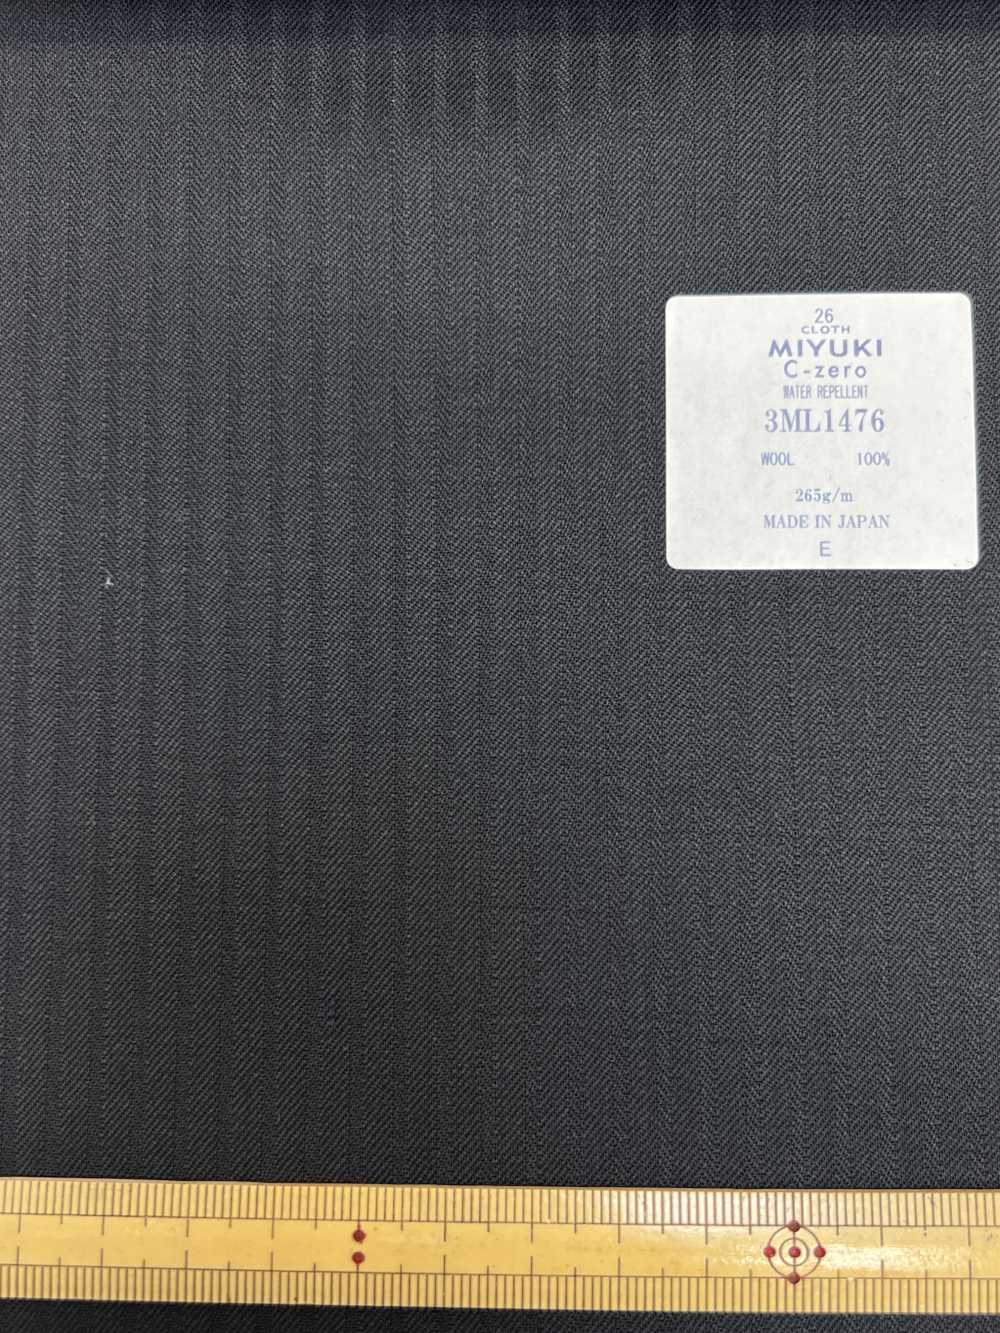 26
CLOTH
MIYUKI
C-zero
WATER REPELLENT
3ML1476
WOOL 100%
265g/m
MADE IN JAPAN
E